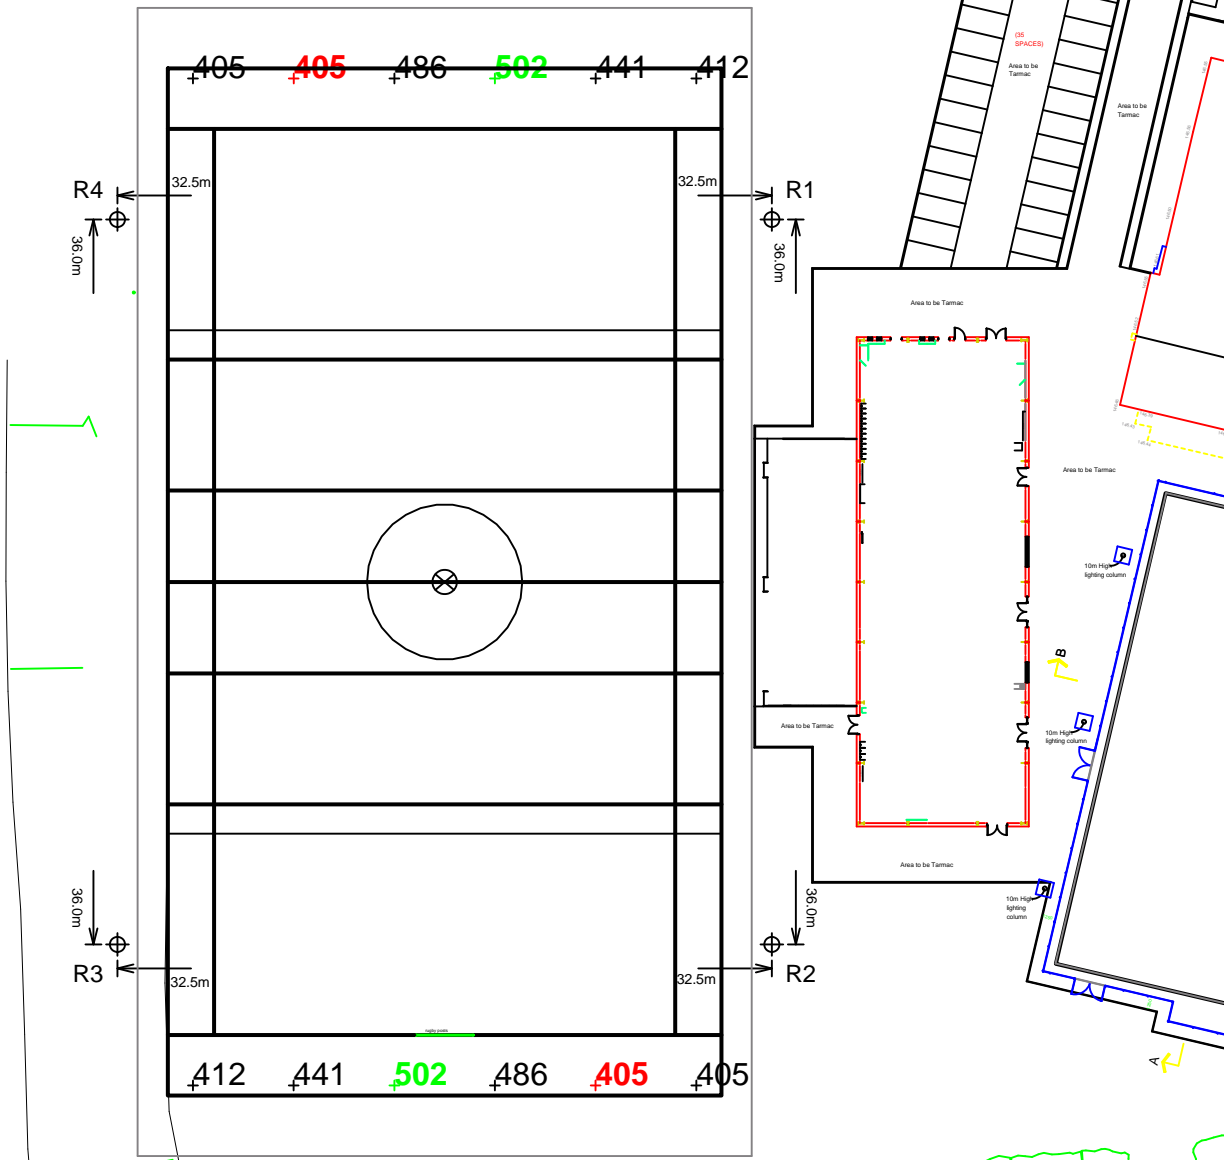 405 405 486 502 441 412
(35
SPACES)
Area to be
Tarmac
Area to be
Tarmac
R4 32.5m 32.5m R1
36.0m 36.0m
Area to be Tarmac
Area to be Tarmac
10m High
lighting column
B
10m High
lighting column
Area to be Tarmac
Area to be Tarmac
36.0m 36.0m
10m High
lighting
column
R3 32.5m 32.5m R2
rugby posts
412 441 502 486 405 405
A